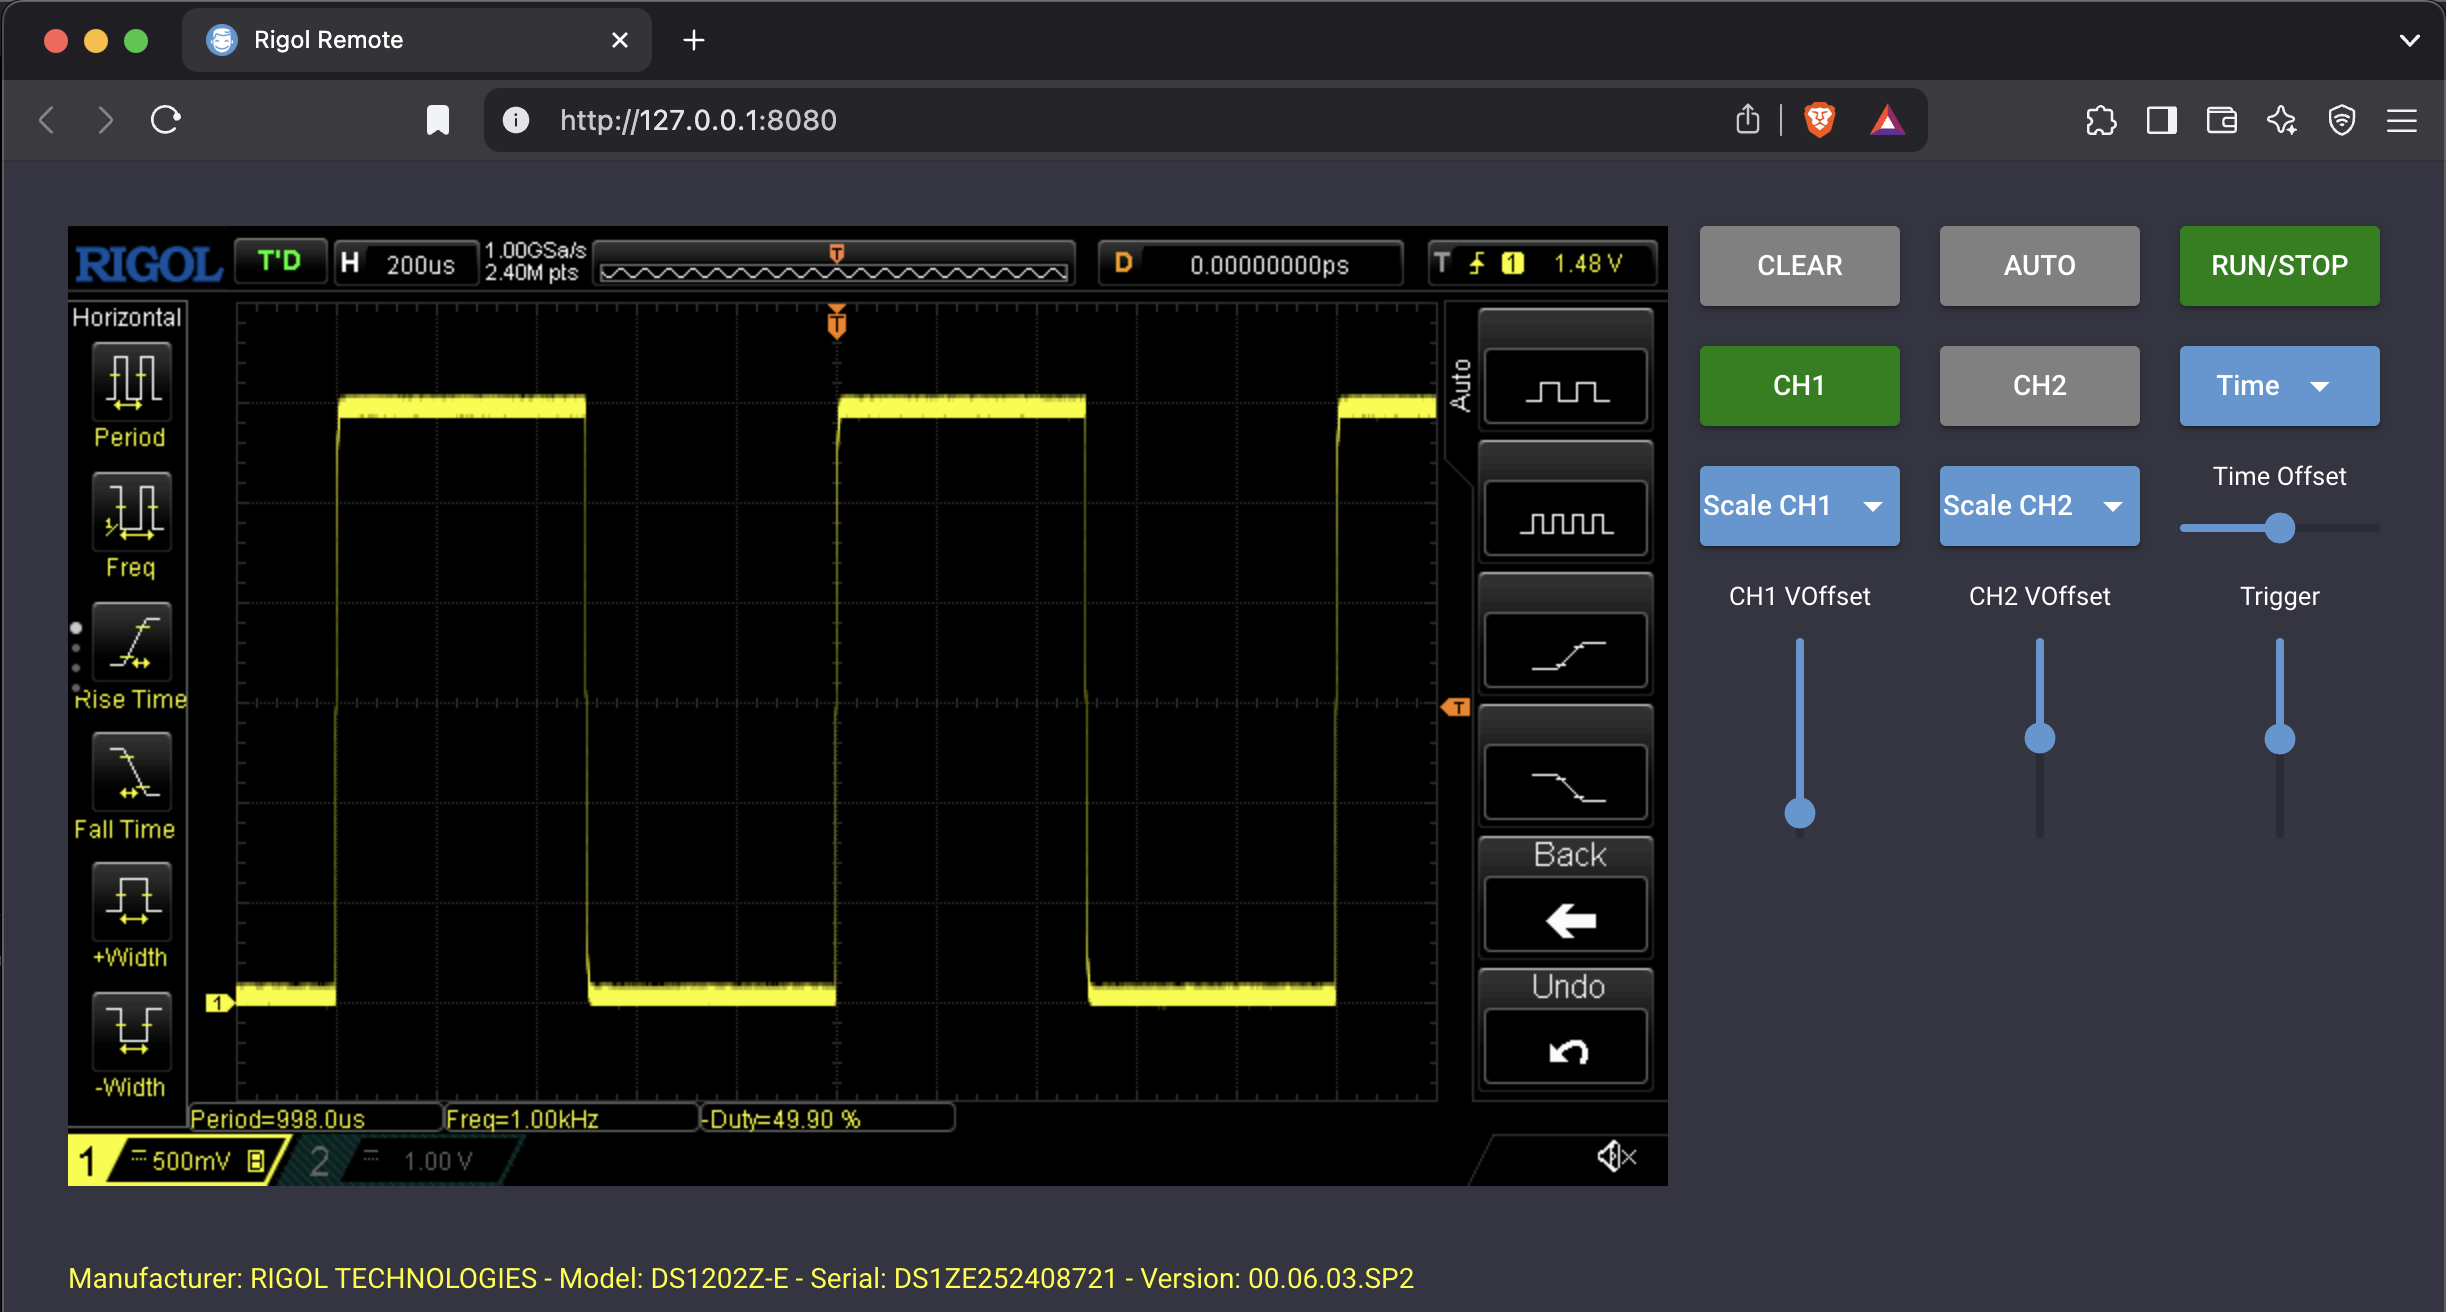 Rigol Remote
http://127.0.0.1:8080
RIGOL
T'D
H 200us
1.00GSa/s
2.40M pts
T
D 0.00000000ps
T 1 1.48 V
Horizontal
Period
Freq
Rise Time
Fall Time
+Width
-Width
T
T
1
Auto
Back
Undo
Period=998.0us
Freq=1.00kHz
-Duty=49.90 %
1 500mV B
2 1.00 V
CLEAR
AUTO
RUN/STOP
CH1
CH2
Time
Scale CH1
Scale CH2
Time Offset
CH1 VOffset
CH2 VOffset
Trigger
Manufacturer: RIGOL TECHNOLOGIES - Model: DS1202Z-E - Serial: DS1ZE252408721 - Version: 00.06.03.SP2